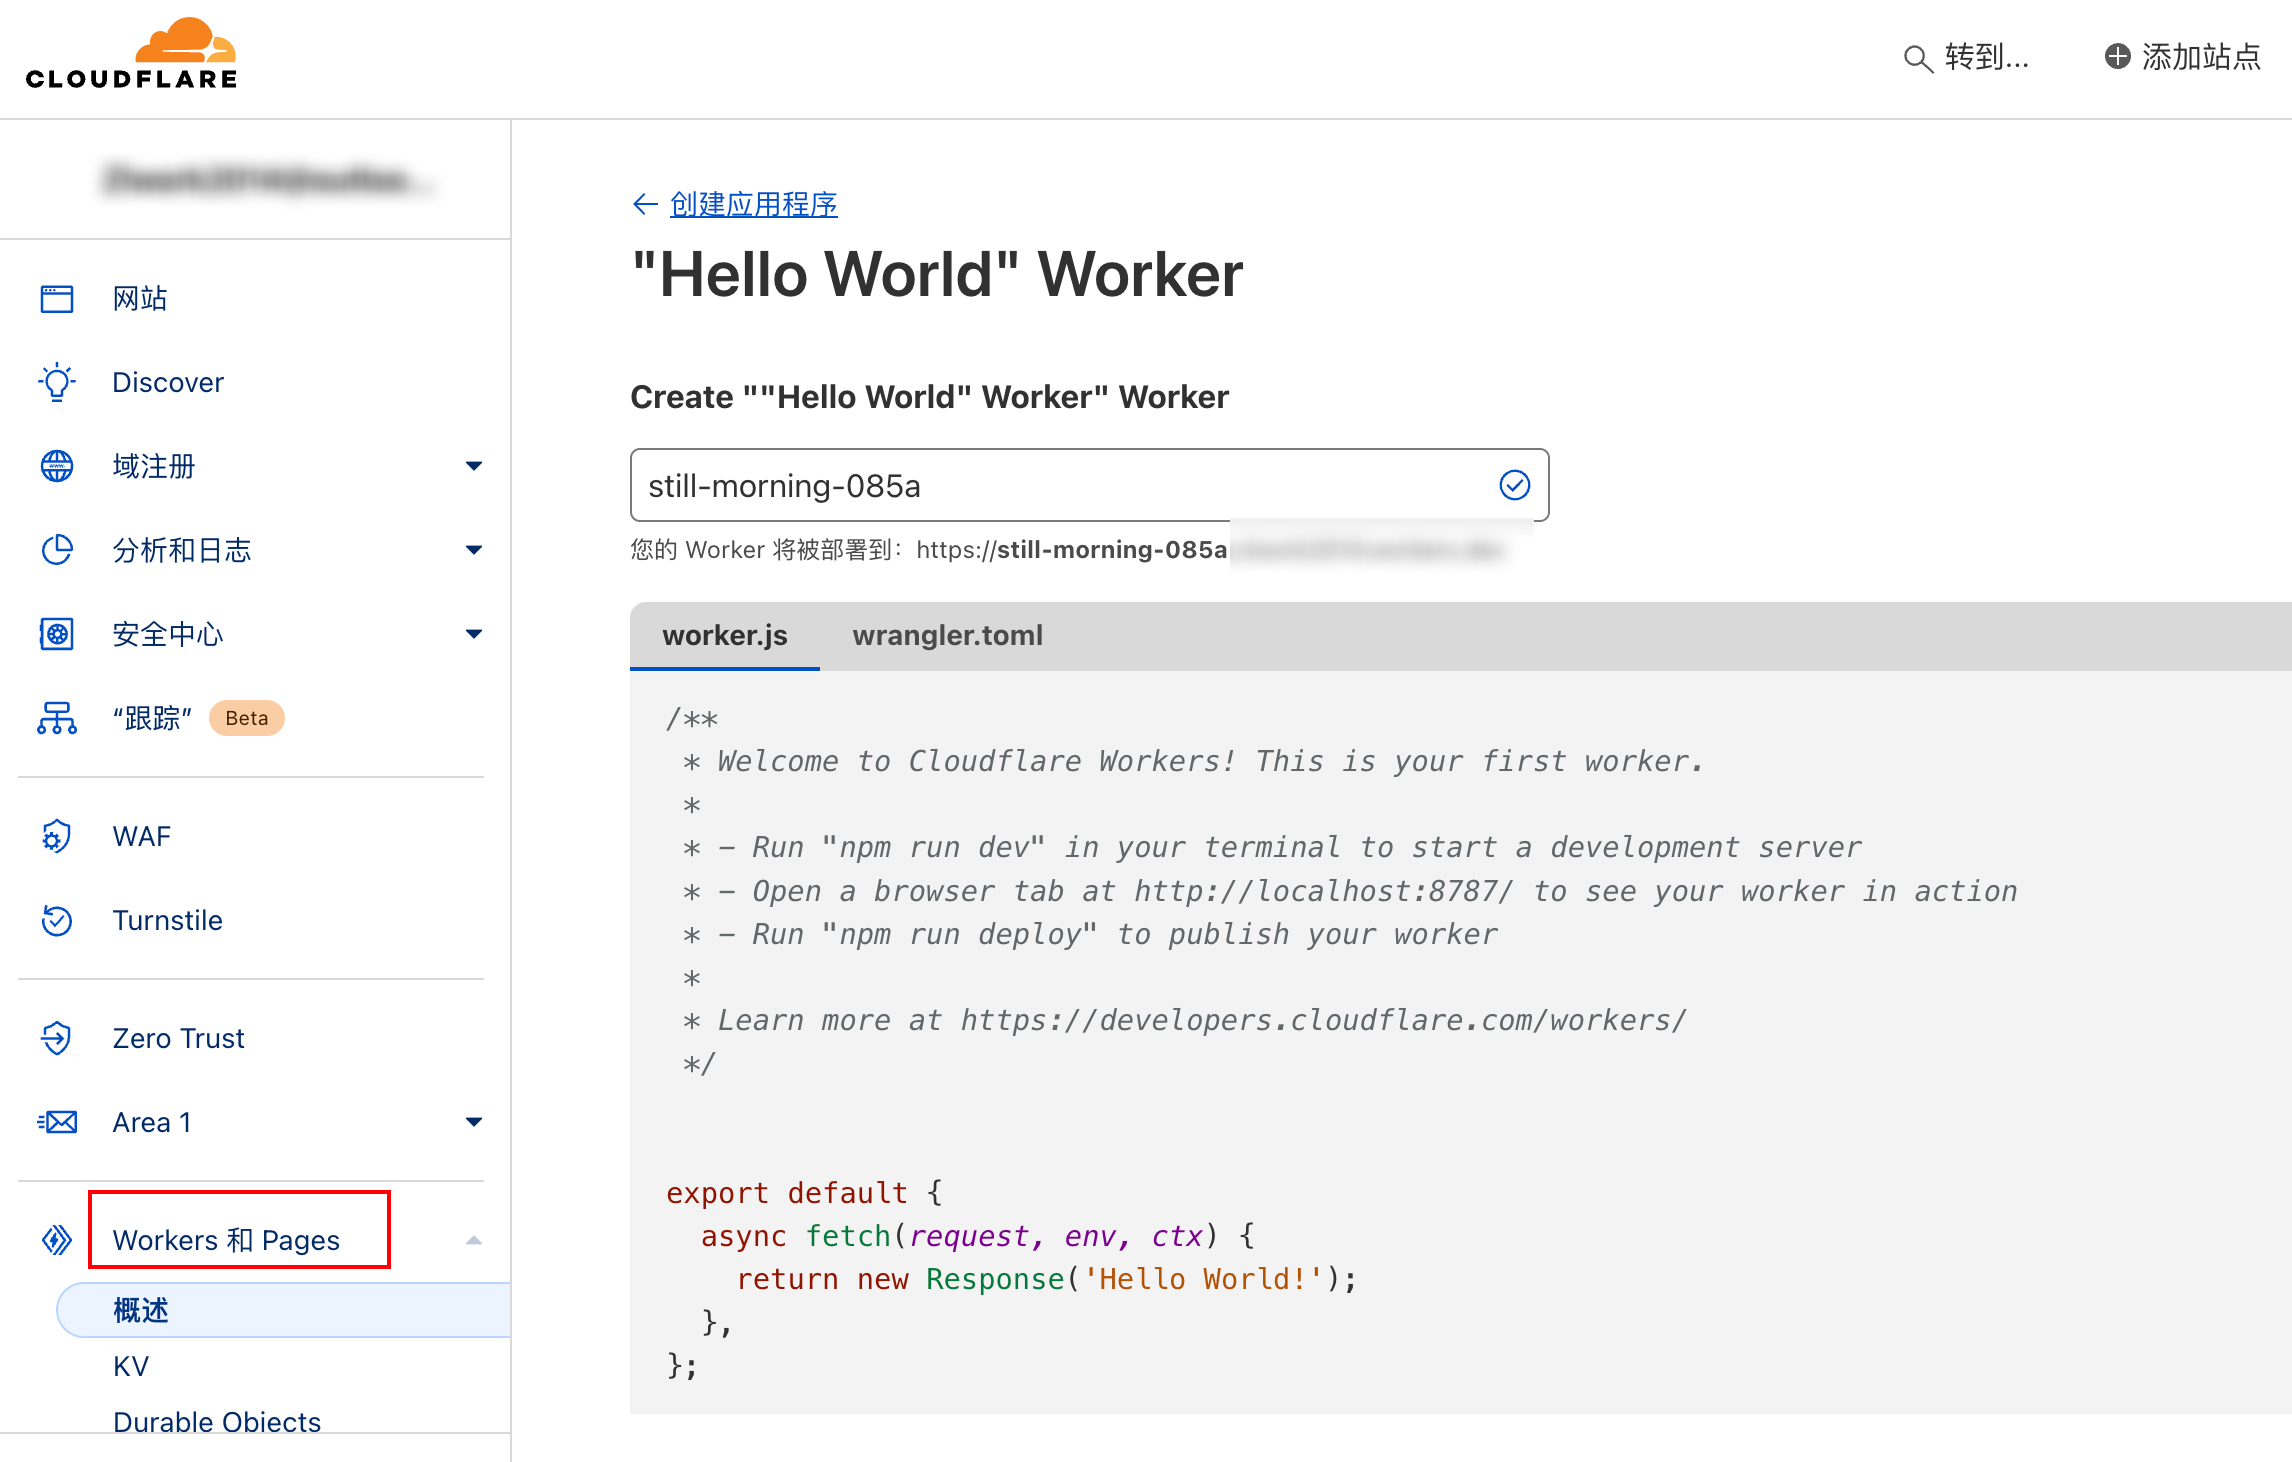 CLOUDFLARE
转到...
添加站点
网站
Discover
域注册
分析和日志
安全中心
“跟踪” Beta
WAF
Turnstile
Zero Trust
Area 1
Workers 和 Pages
概述
KV
Durable Objects
← 创建应用程序
"Hello World" Worker
Create ""Hello World" Worker" Worker
still-morning-085a
您的 Worker 将被部署到： https://still-morning-085a
worker.js wrangler.toml
/**
 * Welcome to Cloudflare Workers! This is your first worker.
 *
 * - Run "npm run dev" in your terminal to start a development server
 * - Open a browser tab at http://localhost:8787/ to see your worker in action
 * - Run "npm run deploy" to publish your worker
 *
 * Learn more at https://developers.cloudflare.com/workers/
 */
export default {
  async fetch(request, env, ctx) {
    return new Response('Hello World!');
  },
};